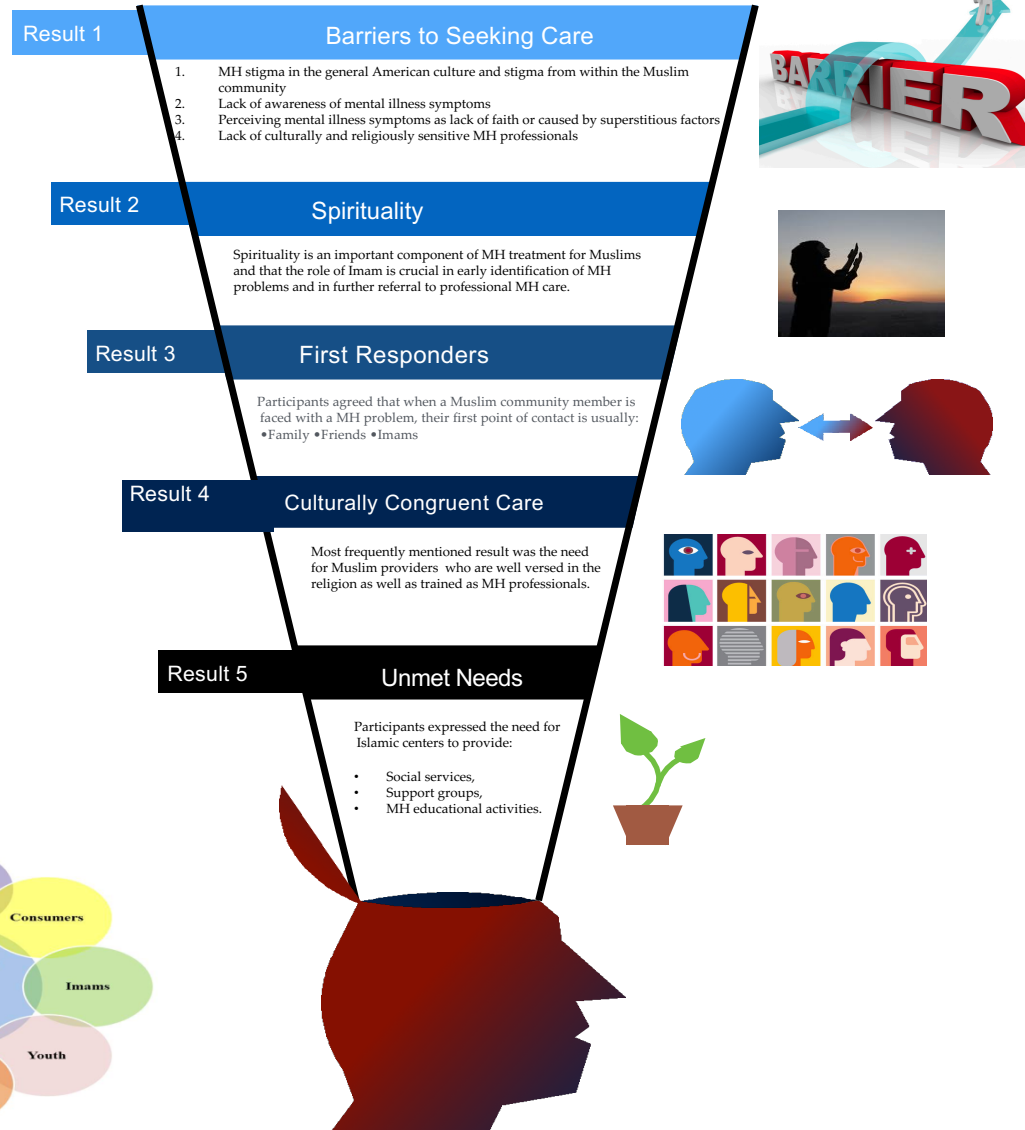 Result 1
Barriers to Seeking Care
1. MH stigma in the general American culture and stigma from within the Muslim
community
2. Lack of awareness of mental illness symptoms
3. Perceiving mental illness symptoms as lack of faith or caused by superstitious factors
4. Lack of culturally and religiously sensitive MH professionals
BARRIER
Result 2
Spirituality
Spirituality is an important component of MH treatment for Muslims
and that the role of Imam is crucial in early identification of MH
problems and in further referral to professional MH care.
Result 3
First Responders
Participants agreed that when a Muslim community member is
faced with a MH problem, their first point of contact is usually:
•Family •Friends •Imams
Result 4
Culturally Congruent Care
Most frequently mentioned result was the need
for Muslim providers who are well versed in the
religion as well as trained as MH professionals.
Result 5
Unmet Needs
Participants expressed the need for
Islamic centers to provide:
• Social services,
• Support groups,
• MH educational activities.
Consumers
Imams
Youth